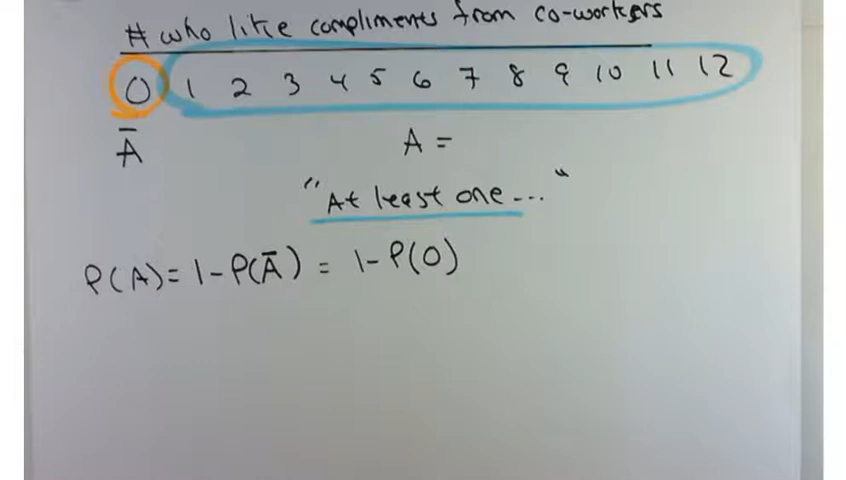 # who like compliments from co-workers
0 1 2 3 4 5 6 7 8 9 10 11 12
Ā A =
"At least one..."
P(A) = 1 - P(Ā) = 1 - P(0)